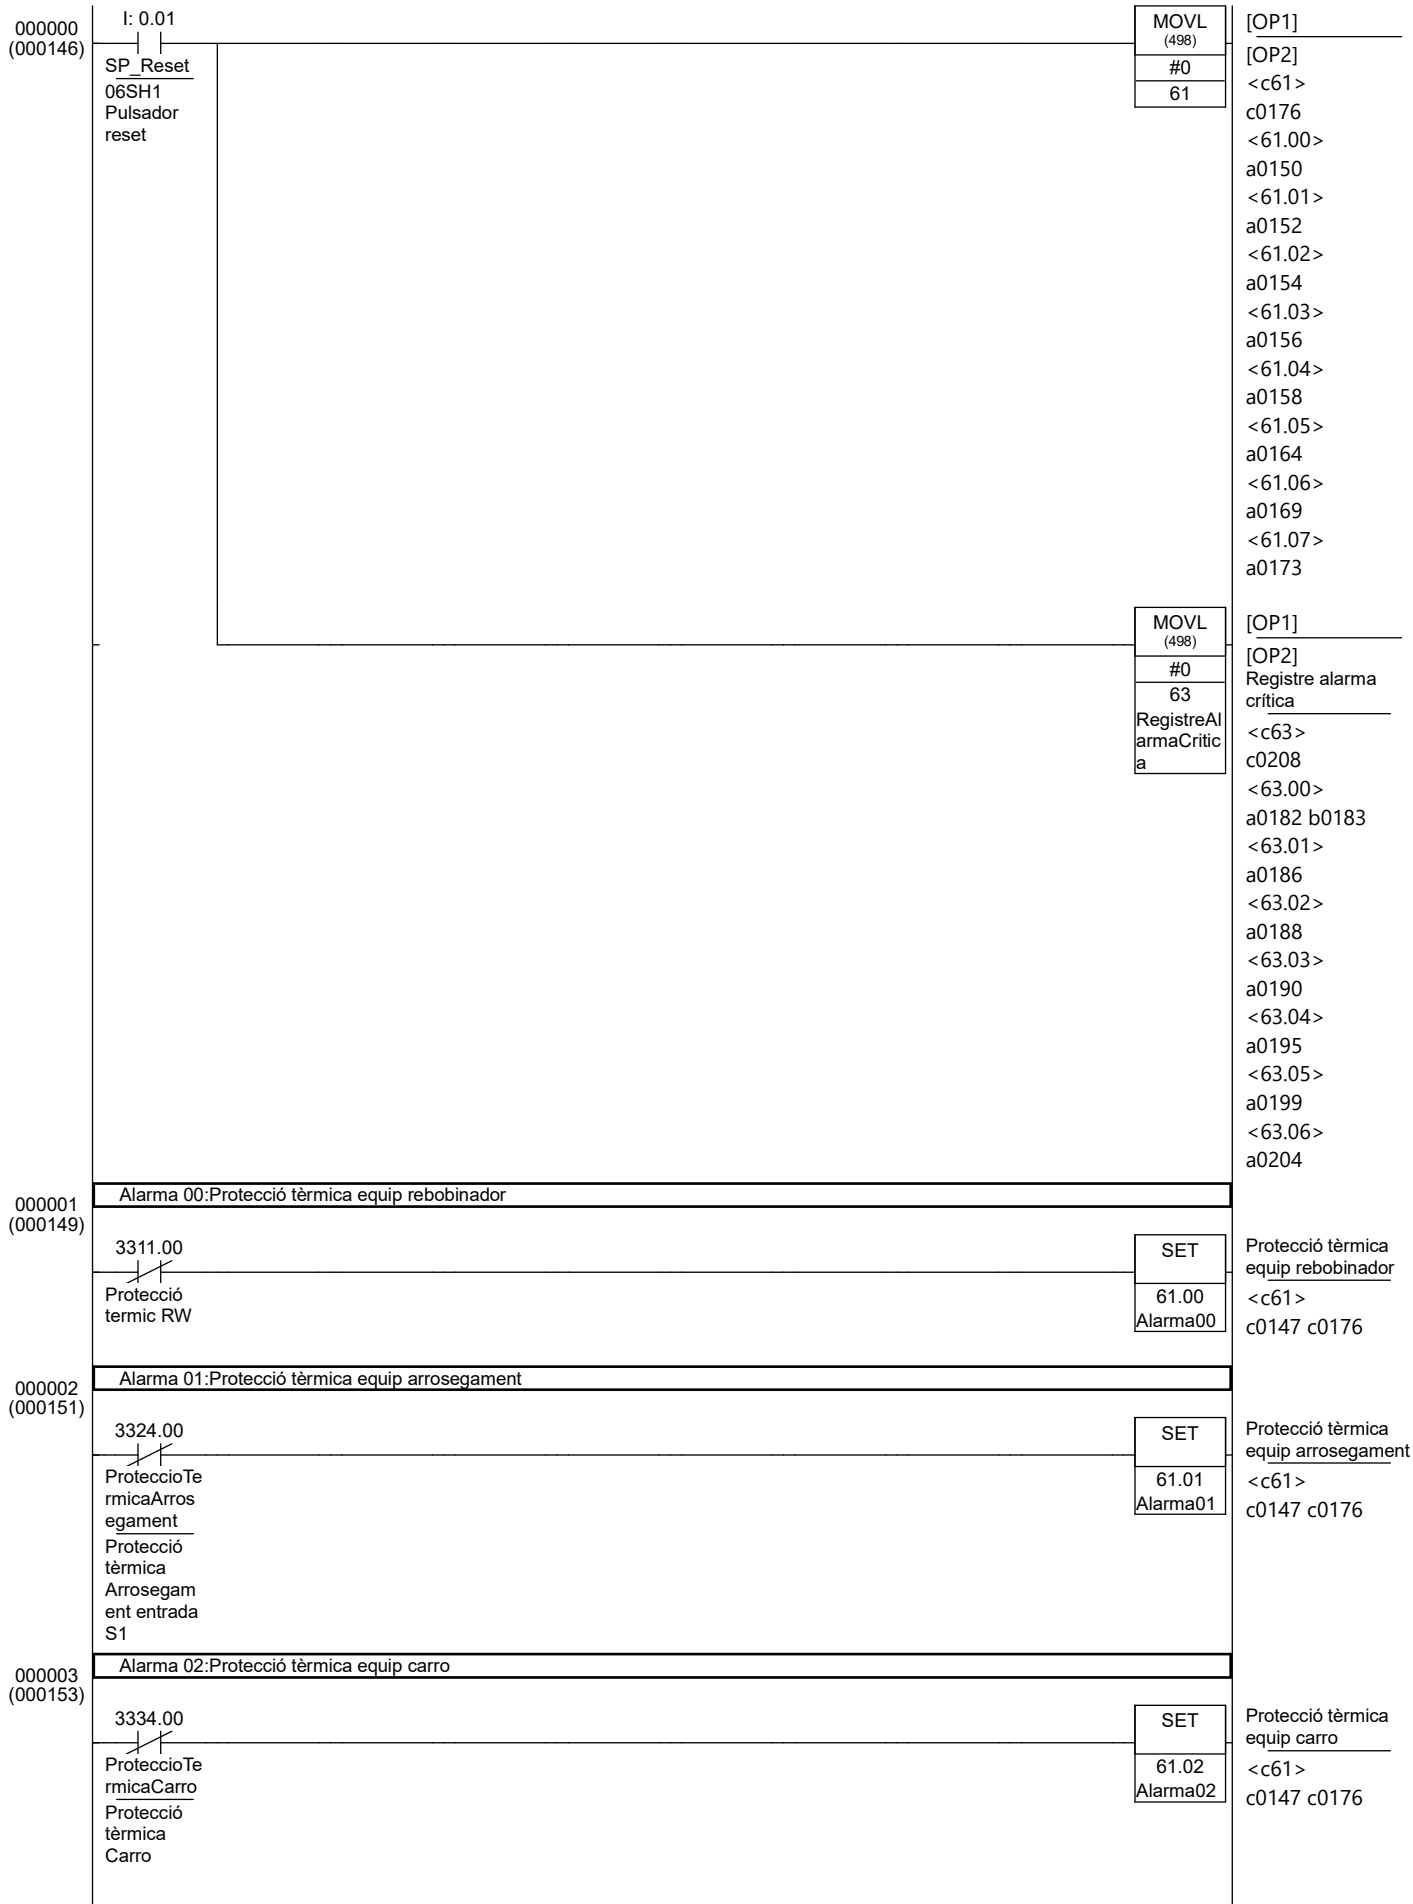 000000
(000146)
I: 0.01
SP_Reset
06SH1
Pulsador
reset
MOVL
(498)
#0
61
[OP1]
[OP2]
<c61>
c0176
<61.00>
a0150
<61.01>
a0152
<61.02>
a0154
<61.03>
a0156
<61.04>
a0158
<61.05>
a0164
<61.06>
a0169
<61.07>
a0173
MOVL
(498)
#0
63
RegistreAl
armaCritic
a
[OP1]
[OP2]
Registre alarma
crítica
<c63>
c0208
<63.00>
a0182 b0183
<63.01>
a0186
<63.02>
a0188
<63.03>
a0190
<63.04>
a0195
<63.05>
a0199
<63.06>
a0204
000001
(000149)
Alarma 00:Protecció tèrmica equip rebobinador
3311.00
Protecció
termic RW
SET
61.00
Alarma00
Protecció tèrmica
equip rebobinador
<c61>
c0147 c0176
000002
(000151)
Alarma 01:Protecció tèrmica equip arrosegament
3324.00
ProteccioTe
rmicaArros
egament
Protecció
tèrmica
Arrosegam
ent entrada
S1
SET
61.01
Alarma01
Protecció tèrmica
equip arrosegament
<c61>
c0147 c0176
000003
(000153)
Alarma 02:Protecció tèrmica equip carro
3334.00
ProteccioTe
rmicaCarro
Protecció
tèrmica
Carro
SET
61.02
Alarma02
Protecció tèrmica
equip carro
<c61>
c0147 c0176